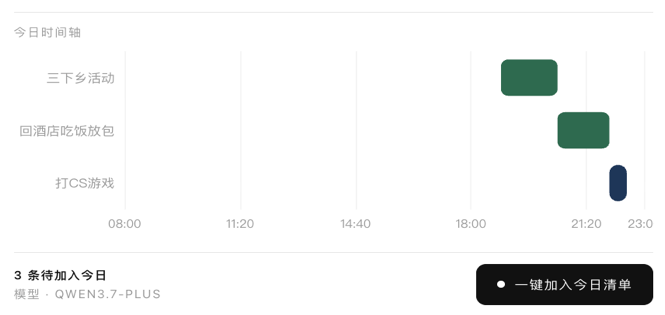 今日时间轴
三下乡活动
回酒店吃饭放包
打CS游戏
08:00 11:20 14:40 18:00 21:20 23:0
3 条待加入今日
模型 · QWEN3.7-PLUS
一键加入今日清单